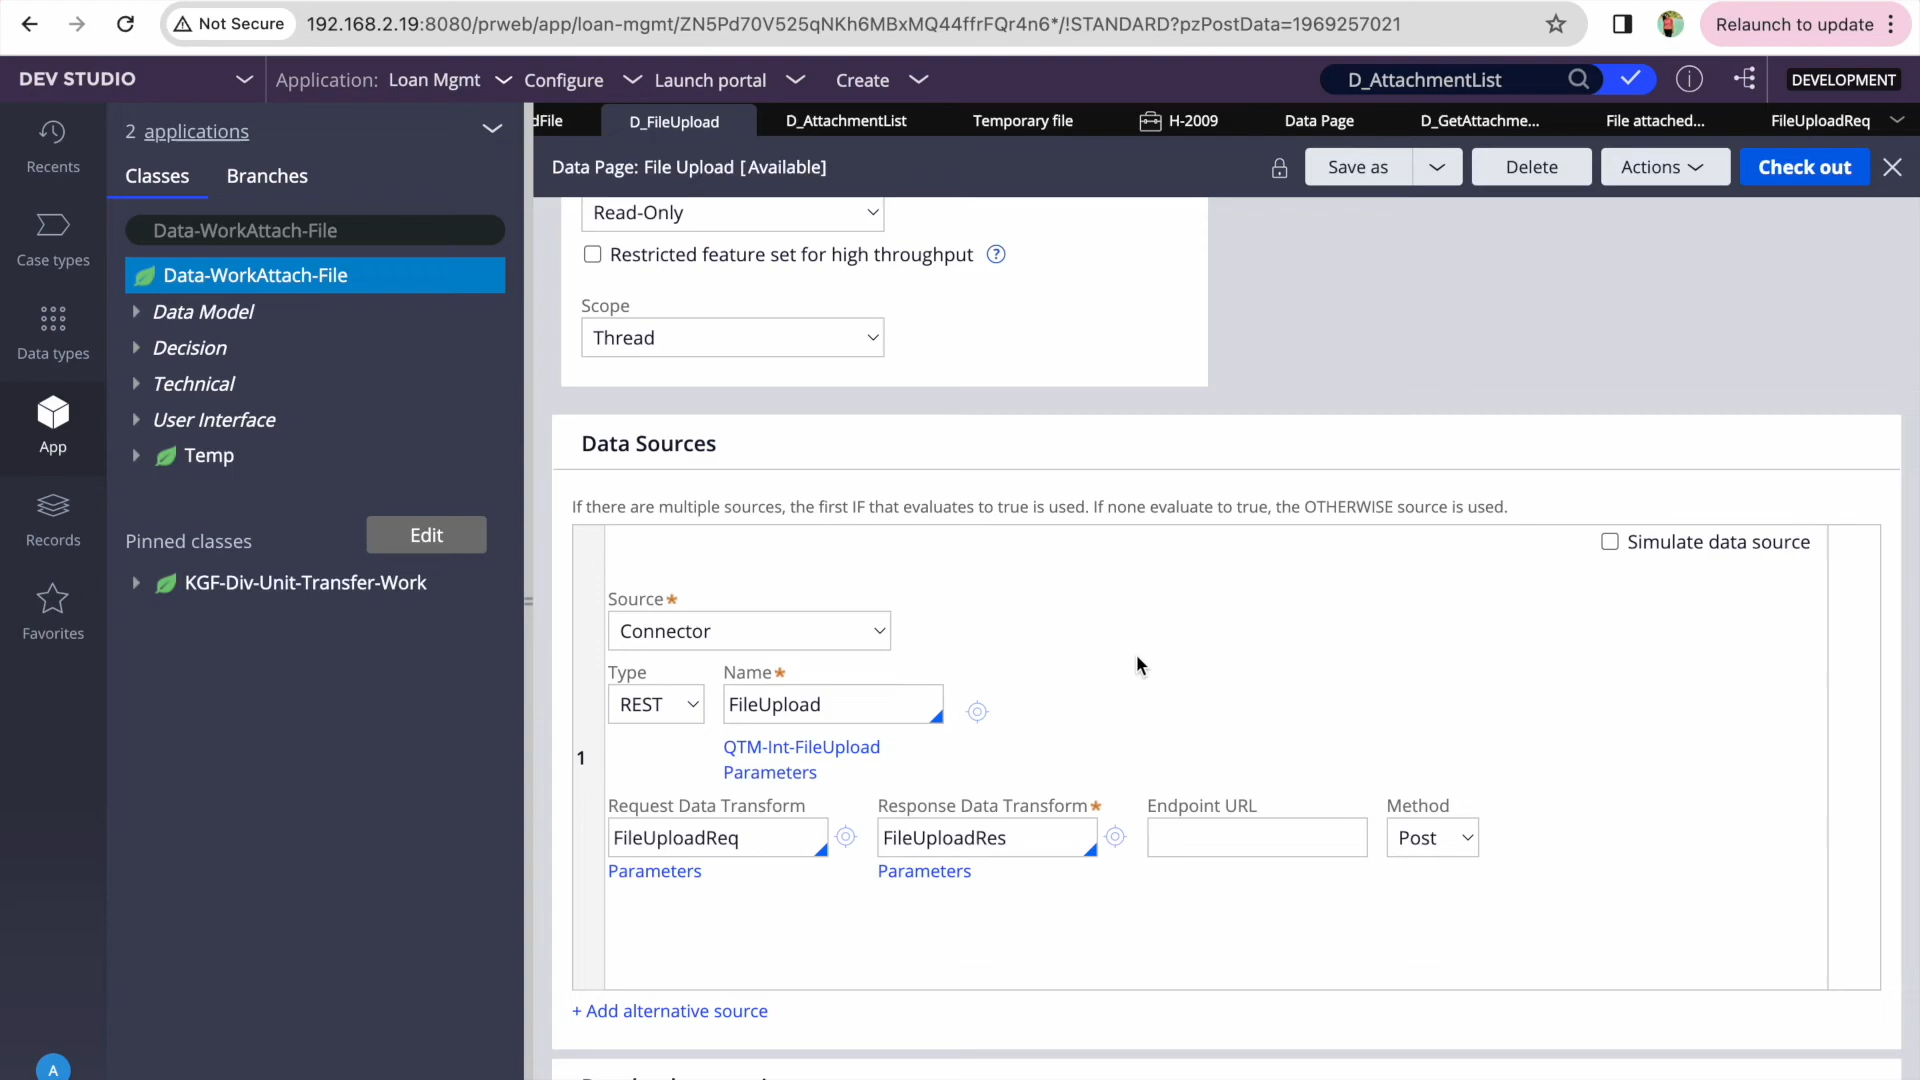 Not Secure
192.168.2.19:8080/prweb/app/loan-mgmt/ZN5Pd70V525qNKh6MBxMQ44ffrFQr4n6*/!STANDARD?pzPostData=1969257021
Relaunch to update
DEV STUDIO
Application: Loan Mgmt
Configure
Launch portal
Create
D_AttachmentList
DEVELOPMENT
Recents
Case types
Data types
App
Records
Favorites
A
2 applications
Classes
Branches
Data-WorkAttach-File
Data-WorkAttach-File
Data Model
Decision
Technical
User Interface
Temp
Pinned classes
Edit
KGF-Div-Unit-Transfer-Work
dFile
D_FileUpload
D_AttachmentList
Temporary file
H-2009
Data Page
D_GetAttachme...
File attached...
FileUploadReq
Data Page: File Upload [Available]
Save as
Delete
Actions
Check out
Read-Only
Restricted feature set for high throughput ?
Scope
Thread
Data Sources
If there are multiple sources, the first IF that evaluates to true is used. If none evaluate to true, the OTHERWISE source is used.
Simulate data source
1
Source*
Connector
Type
Name*
REST
FileUpload
QTM-Int-FileUpload
Parameters
Request Data Transform
Response Data Transform*
Endpoint URL
Method
FileUploadReq
FileUploadRes
Post
Parameters
Parameters
+ Add alternative source